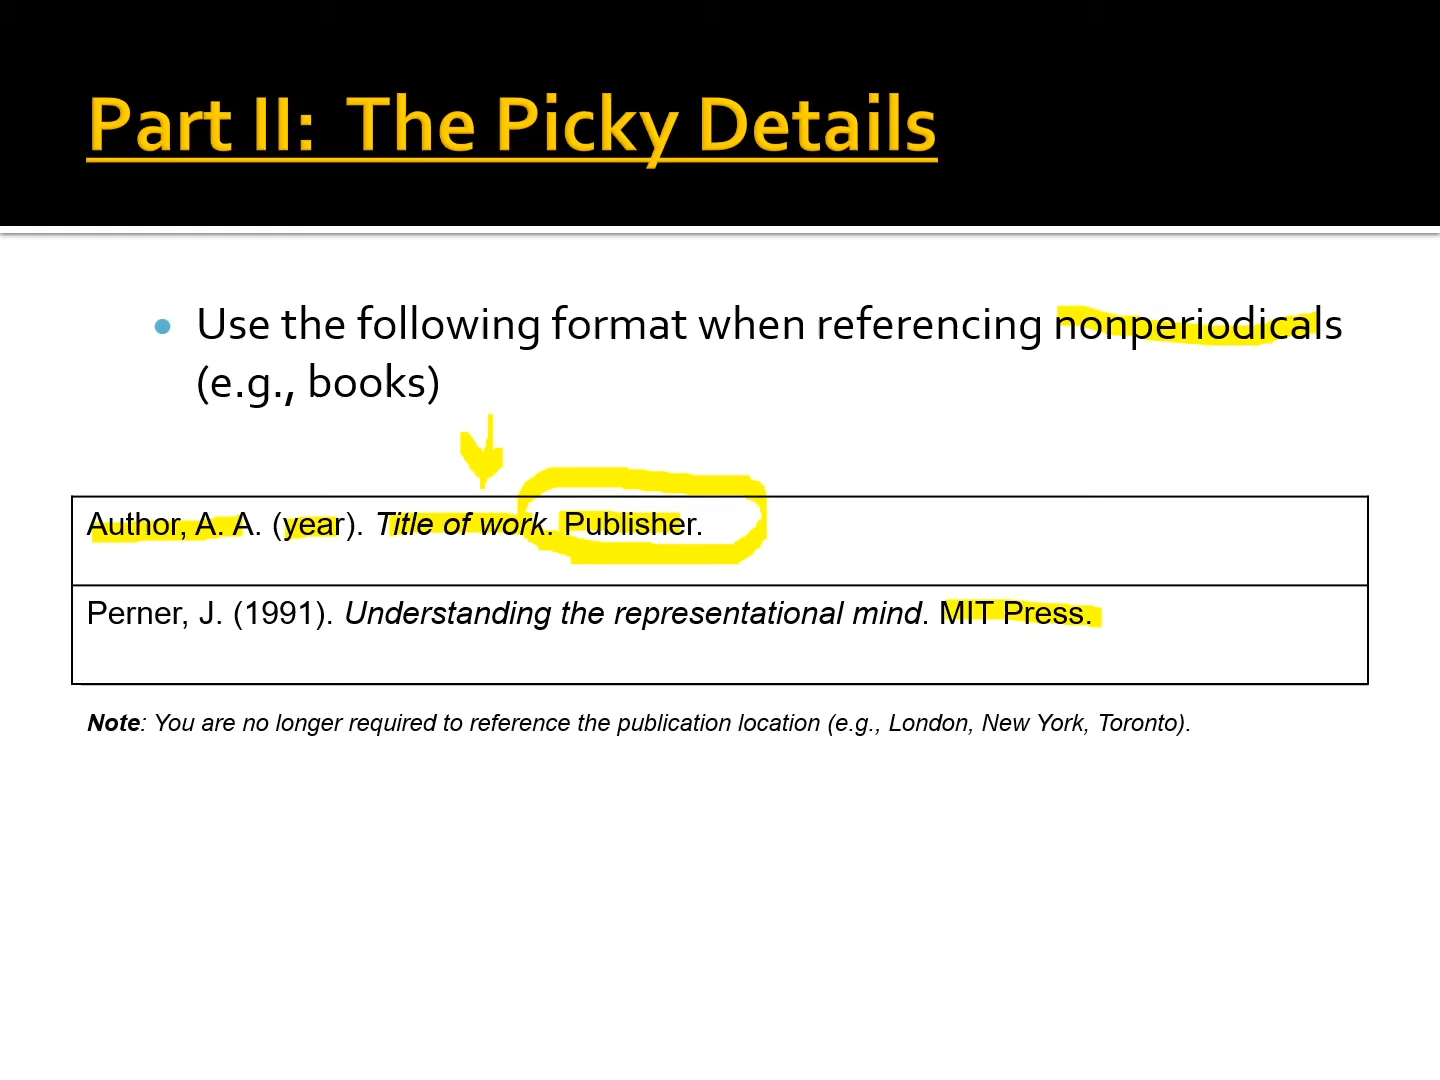 Part II:  The Picky Details
• Use the following format when referencing nonperiodicals
(e.g., books)
Author, A. A. (year). Title of work. Publisher.
Perner, J. (1991). Understanding the representational mind. MIT Press.
Note: You are no longer required to reference the publication location (e.g., London, New York, Toronto).